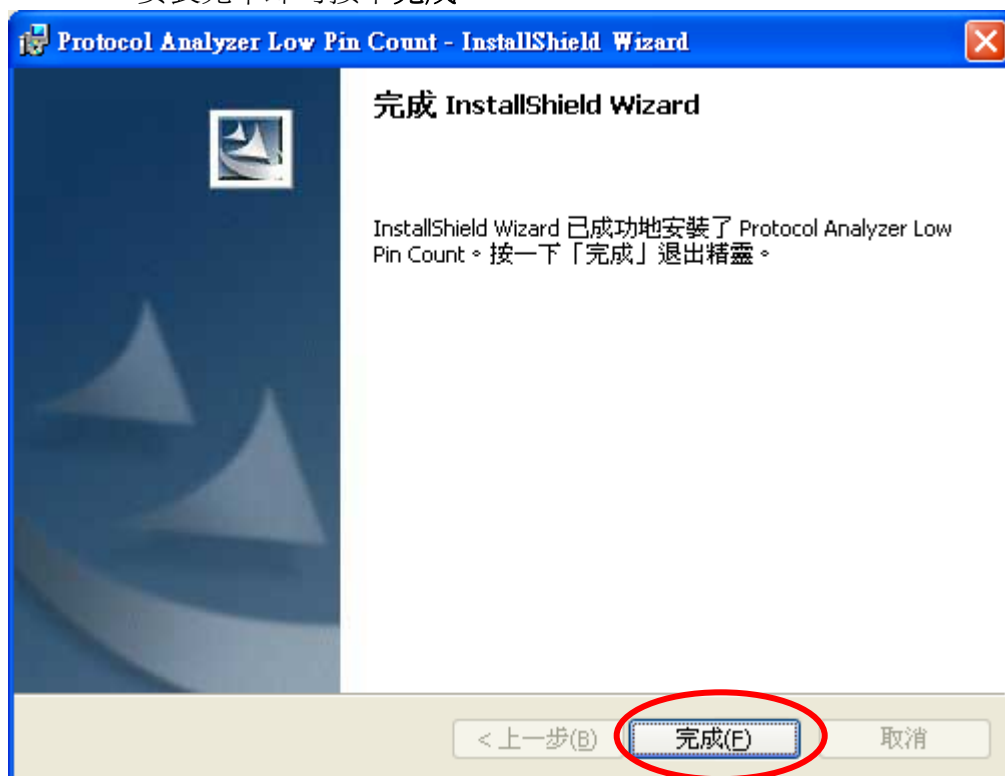 Protocol Analyzer Low Pin Count - InstallShield Wizard
完成 InstallShield Wizard
InstallShield Wizard 已成功地安裝了 Protocol Analyzer Low
Pin Count。按一下「完成」退出精靈。
< 上一步(B)
完成(F)
取消